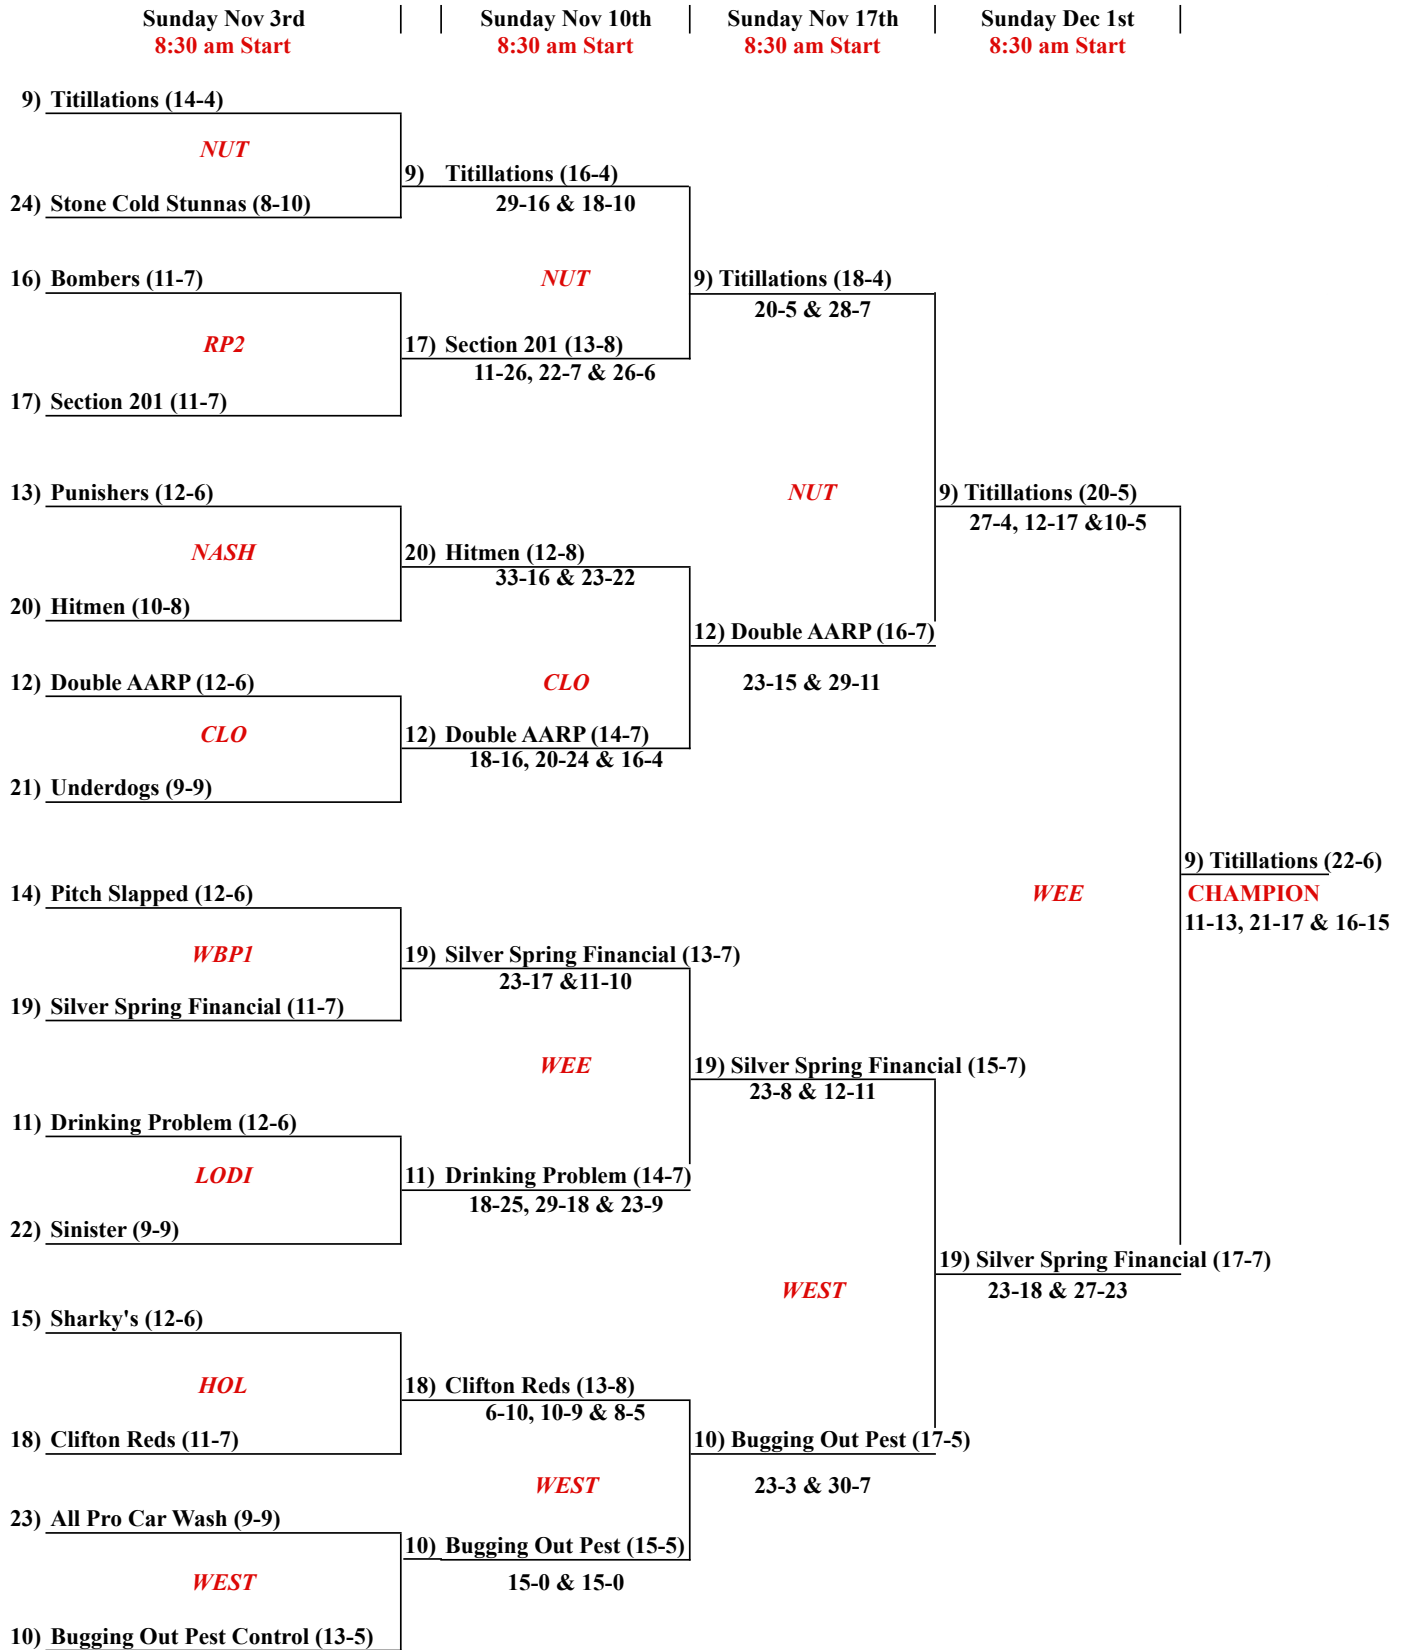 Sunday Nov 3rd
8:30 am Start
Sunday Nov 10th
8:30 am Start
Sunday Nov 17th
8:30 am Start
Sunday Dec 1st
8:30 am Start
9) Titillations (14-4)
NUT
24) Stone Cold Stunnas (8-10)
16) Bombers (11-7)
RP2
17) Section 201 (11-7)
13) Punishers (12-6)
NASH
20) Hitmen (10-8)
12) Double AARP (12-6)
CLO
21) Underdogs (9-9)
14) Pitch Slapped (12-6)
WBP1
19) Silver Spring Financial (11-7)
11) Drinking Problem (12-6)
LODI
22) Sinister (9-9)
15) Sharky's (12-6)
HOL
18) Clifton Reds (11-7)
23) All Pro Car Wash (9-9)
WEST
10) Bugging Out Pest Control (13-5)
9) Titillations (16-4)
29-16 & 18-10
NUT
17) Section 201 (13-8)
11-26, 22-7 & 26-6
20) Hitmen (12-8)
33-16 & 23-22
CLO
12) Double AARP (14-7)
18-16, 20-24 & 16-4
19) Silver Spring Financial (13-7)
23-17 &11-10
WEE
11) Drinking Problem (14-7)
18-25, 29-18 & 23-9
18) Clifton Reds (13-8)
6-10, 10-9 & 8-5
WEST
10) Bugging Out Pest (15-5)
15-0 & 15-0
9) Titillations (18-4)
20-5 & 28-7
NUT
12) Double AARP (16-7)
23-15 & 29-11
19) Silver Spring Financial (15-7)
23-8 & 12-11
WEST
10) Bugging Out Pest (17-5)
23-3 & 30-7
9) Titillations (20-5)
27-4, 12-17 &10-5
WEE
19) Silver Spring Financial (17-7)
23-18 & 27-23
9) Titillations (22-6)
CHAMPION
11-13, 21-17 & 16-15